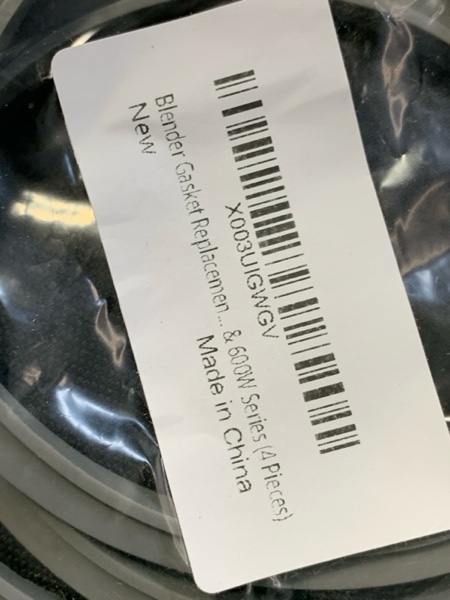 X003UIGWGV
Blender Gasket Replacemen... & 600W Series (4 Pieces)
New
Made in China